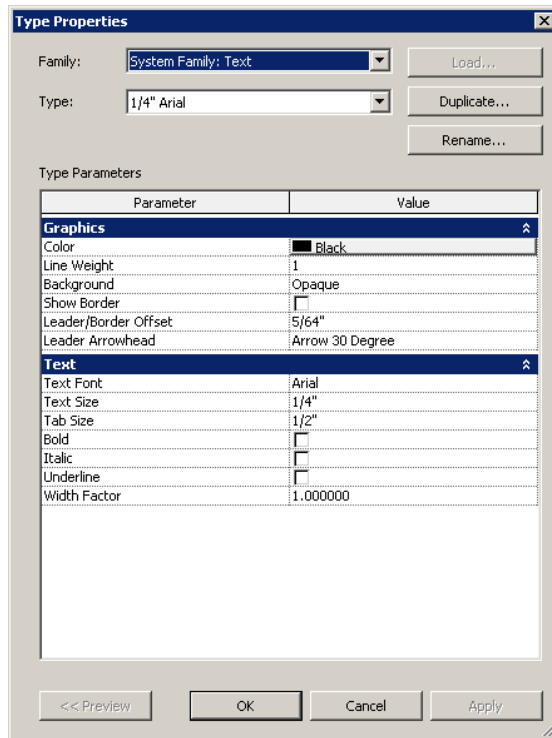 Type Properties
Family: System Family: Text Load...
Type: 1/4" Arial Duplicate...
Rename...
Type Parameters
Parameter Value
Graphics
Color Black
Line Weight 1
Background Opaque
Show Border
Leader/Border Offset 5/64"
Leader Arrowhead Arrow 30 Degree
Text
Text Font Arial
Text Size 1/4"
Tab Size 1/2"
Bold
Italic
Underline
Width Factor 1.000000
<< Preview OK Cancel Apply